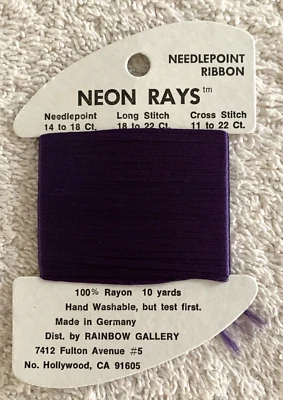 NEEDLEPOINT
RIBBON
NEON RAYS™
Needlepoint Long Stitch Cross Stitch
14 to 18 Ct. 18 to 22 Ct. 11 to 22 Ct.
100% Rayon 10 yards
Hand Washable, but test first.
Made in Germany
Dist. by RAINBOW GALLERY
7412 Fulton Avenue #5
No. Hollywood, CA 91605